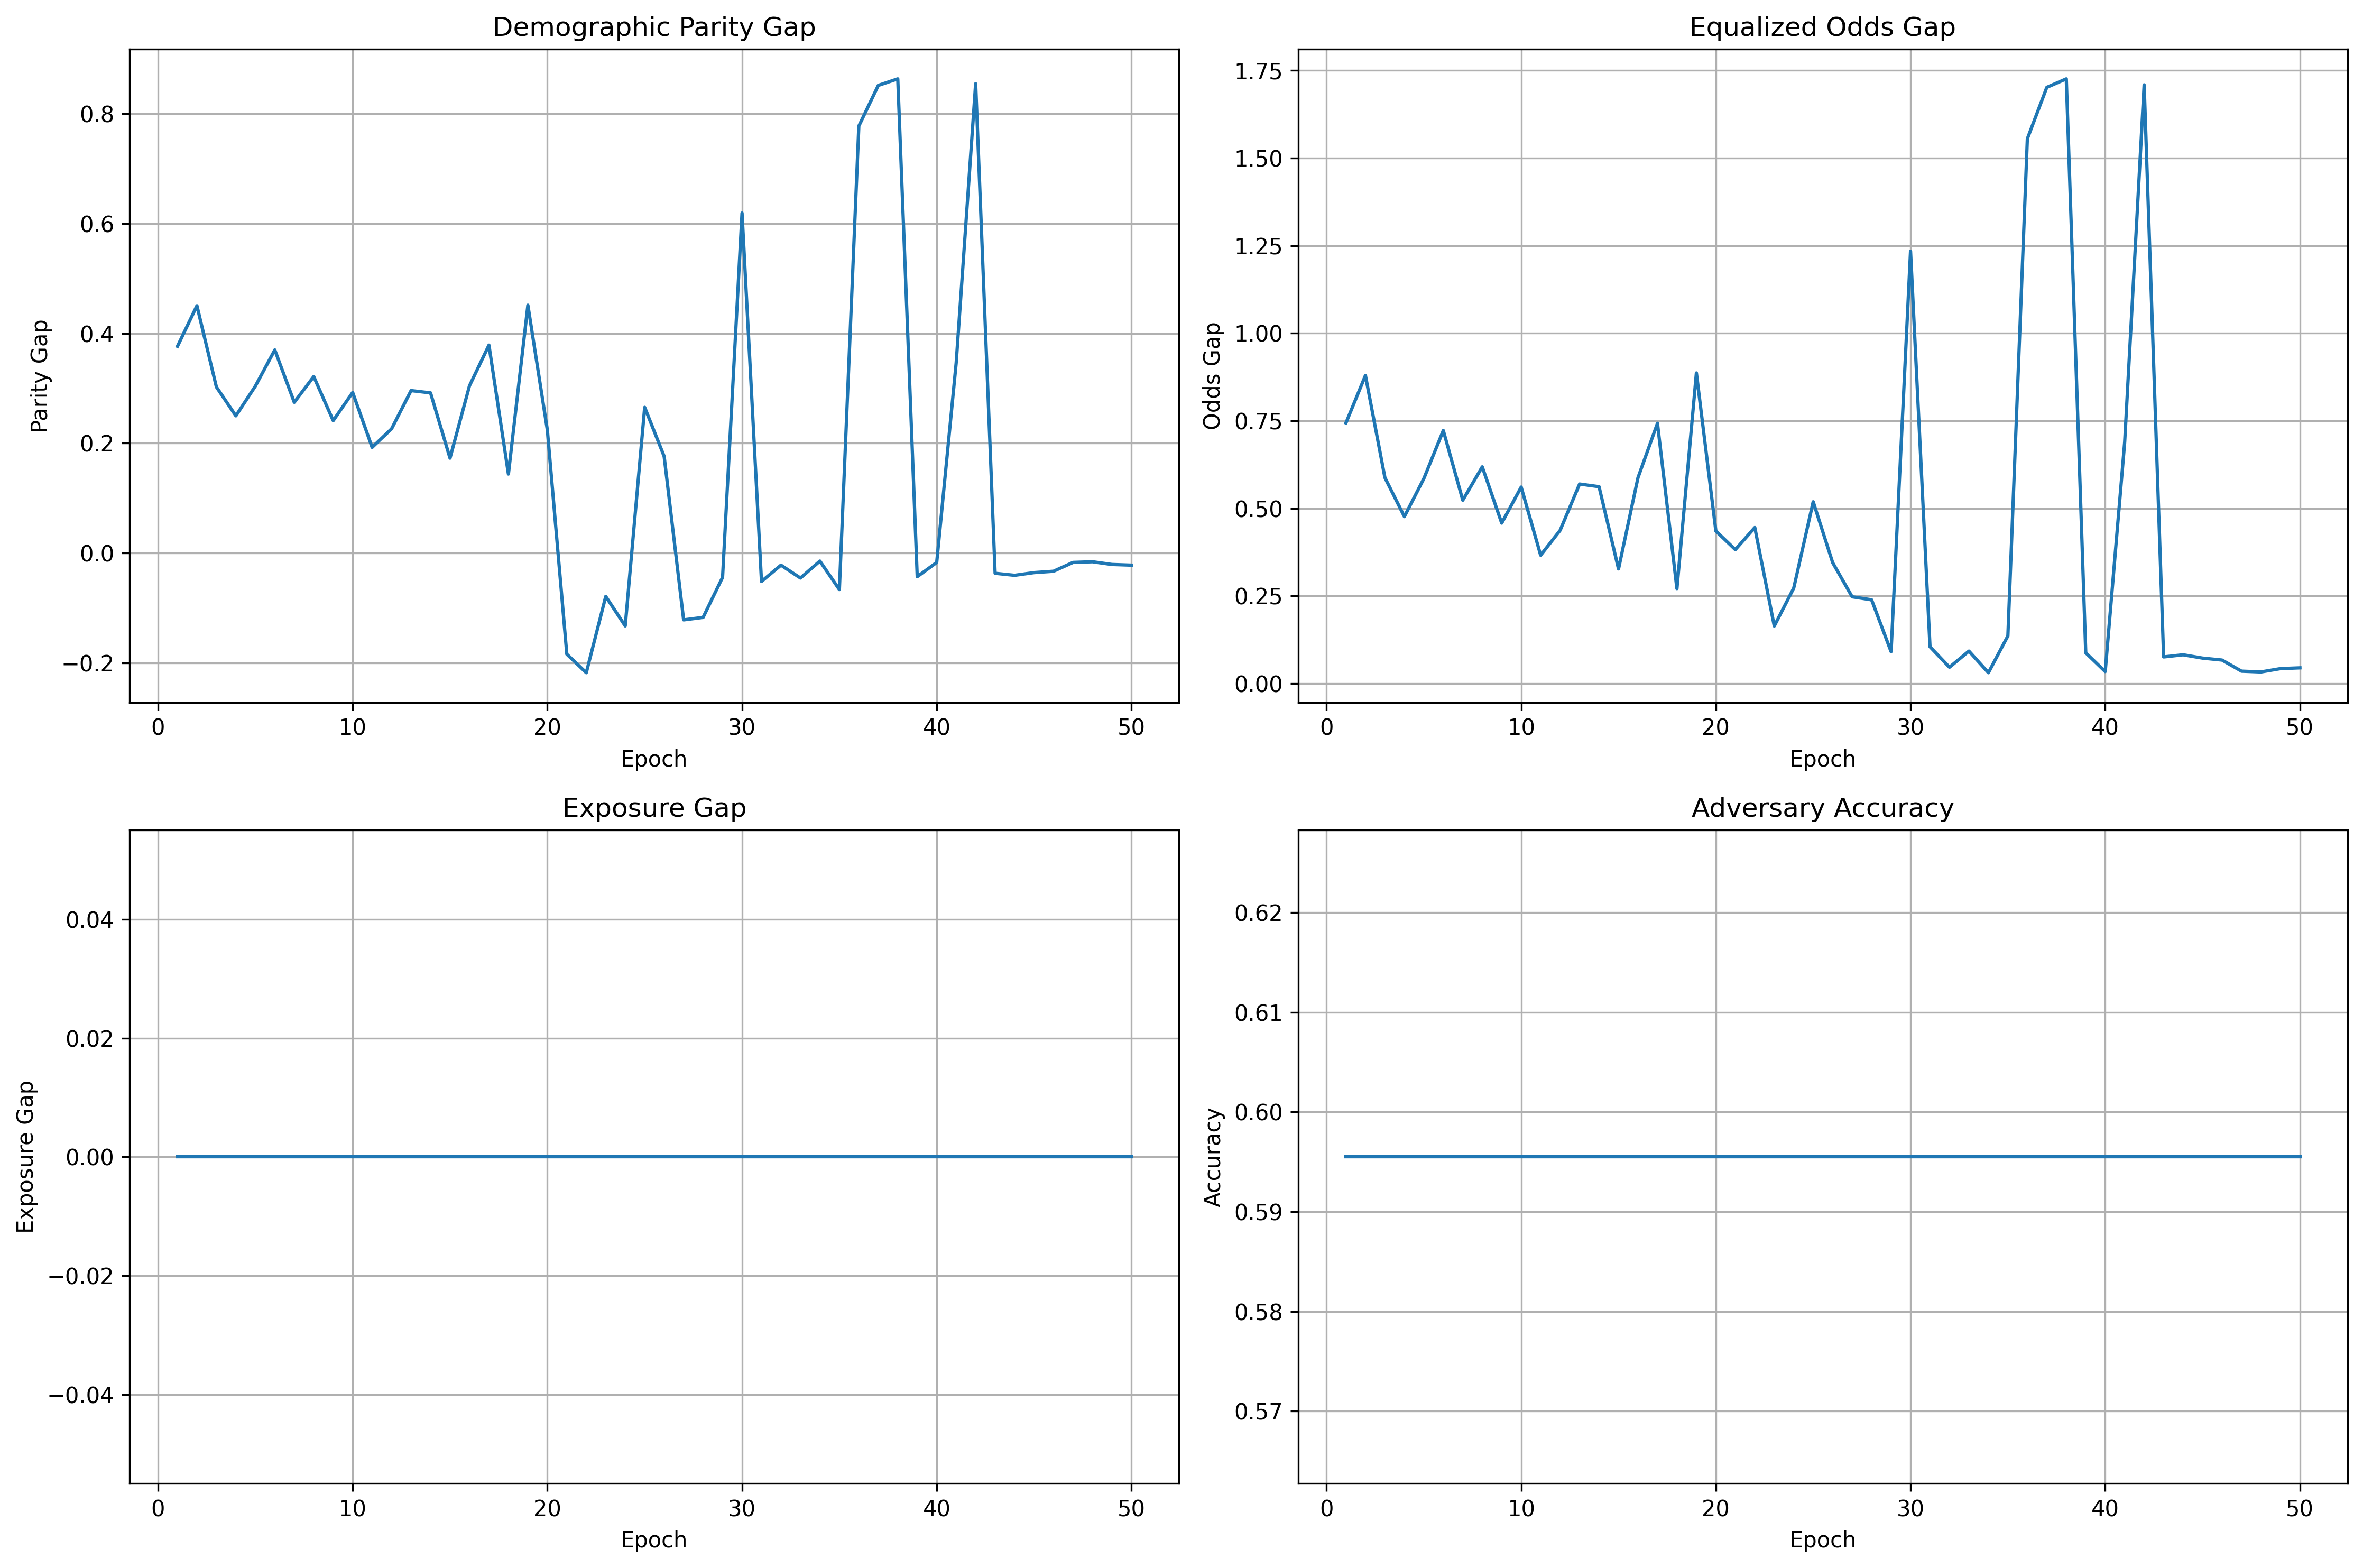 Demographic Parity Gap
Parity Gap
0.8
0.6
0.4
0.2
0.0
−0.2
0 10 20 30 40 50
Epoch
Equalized Odds Gap
Odds Gap
1.75
1.50
1.25
1.00
0.75
0.50
0.25
0.00
0 10 20 30 40 50
Epoch
Exposure Gap
Exposure Gap
0.04
0.02
0.00
−0.02
−0.04
0 10 20 30 40 50
Epoch
Adversary Accuracy
Accuracy
0.62
0.61
0.60
0.59
0.58
0.57
0 10 20 30 40 50
Epoch